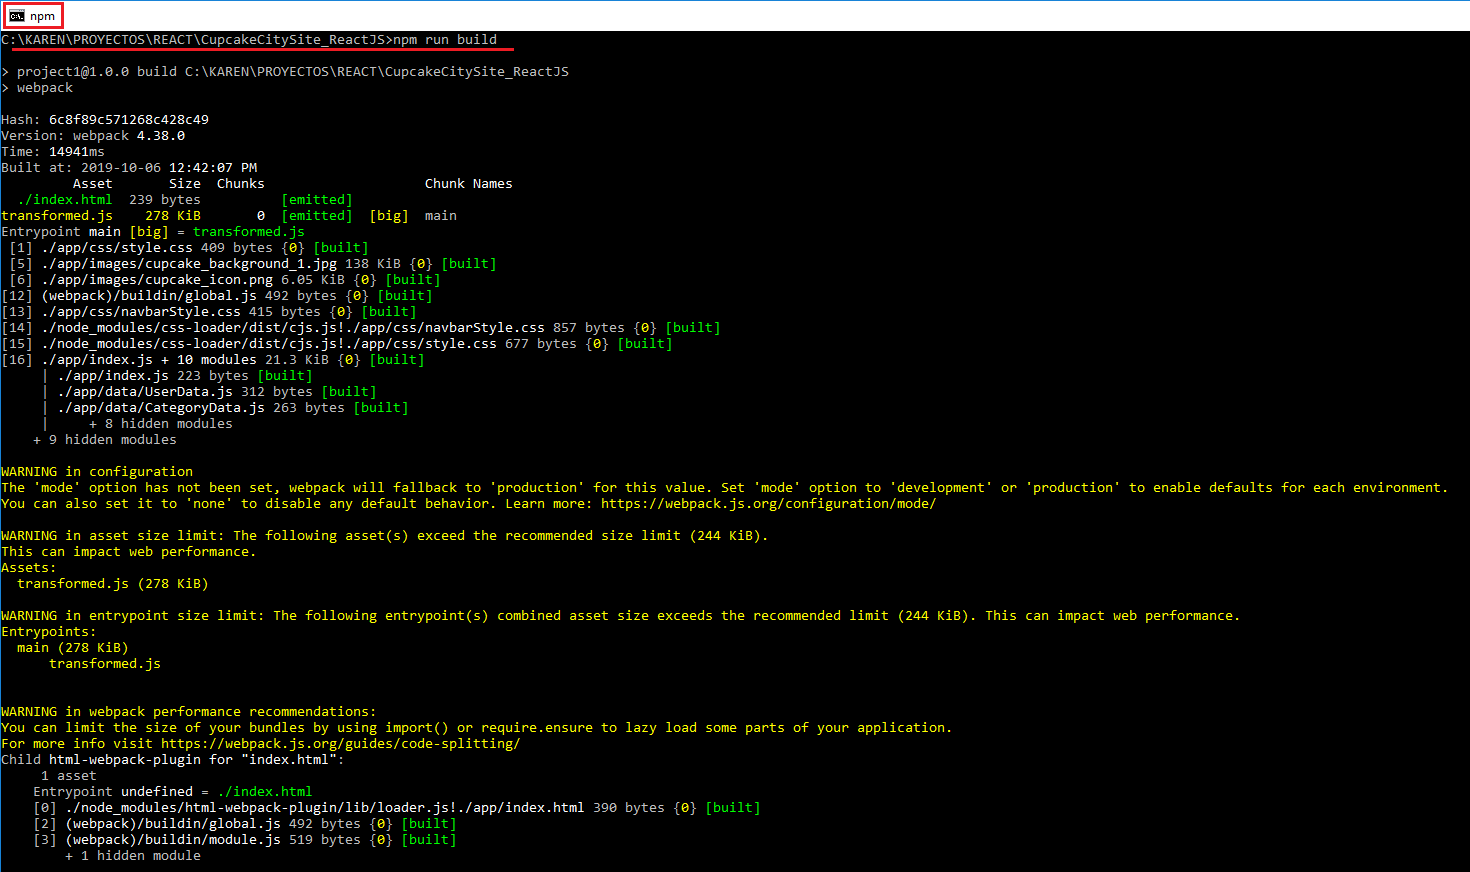 npm
C:\KAREN\PROYECTOS\REACT\CupcakeCitySite_ReactJS>npm run build
> project1@1.0.0 build C:\KAREN\PROYECTOS\REACT\CupcakeCitySite_ReactJS
> webpack
Hash: 6c8f89c571268c428c49
Version: webpack 4.38.0
Time: 14941ms
Built at: 2019-10-06 12:42:07 PM
Asset Size Chunks Chunk Names
./index.html 239 bytes [emitted]
transformed.js 278 KiB 0 [emitted] [big] main
Entrypoint main [big] = transformed.js
[1] ./app/css/style.css 409 bytes {0} [built]
[5] ./app/images/cupcake_background_1.jpg 138 KiB {0} [built]
[6] ./app/images/cupcake_icon.png 6.05 KiB {0} [built]
[12] (webpack)/buildin/global.js 492 bytes {0} [built]
[13] ./app/css/navbarStyle.css 415 bytes {0} [built]
[14] ./node_modules/css-loader/dist/cjs.js!./app/css/navbarStyle.css 857 bytes {0} [built]
[15] ./node_modules/css-loader/dist/cjs.js!./app/css/style.css 677 bytes {0} [built]
[16] ./app/index.js + 10 modules 21.3 KiB {0} [built]
| ./app/index.js 223 bytes [built]
| ./app/data/UserData.js 312 bytes [built]
| ./app/data/CategoryData.js 263 bytes [built]
| + 8 hidden modules
+ 9 hidden modules
WARNING in configuration
The 'mode' option has not been set, webpack will fallback to 'production' for this value. Set 'mode' option to 'development' or 'production' to enable defaults for each environment.
You can also set it to 'none' to disable any default behavior. Learn more: https://webpack.js.org/configuration/mode/
WARNING in asset size limit: The following asset(s) exceed the recommended size limit (244 KiB).
This can impact web performance.
Assets:
transformed.js (278 KiB)
WARNING in entrypoint size limit: The following entrypoint(s) combined asset size exceeds the recommended limit (244 KiB). This can impact web performance.
Entrypoints:
main (278 KiB)
transformed.js
WARNING in webpack performance recommendations:
You can limit the size of your bundles by using import() or require.ensure to lazy load some parts of your application.
For more info visit https://webpack.js.org/guides/code-splitting/
Child html-webpack-plugin for "index.html":
1 asset
Entrypoint undefined = ./index.html
[0] ./node_modules/html-webpack-plugin/lib/loader.js!./app/index.html 390 bytes {0} [built]
[2] (webpack)/buildin/global.js 492 bytes {0} [built]
[3] (webpack)/buildin/module.js 519 bytes {0} [built]
+ 1 hidden module